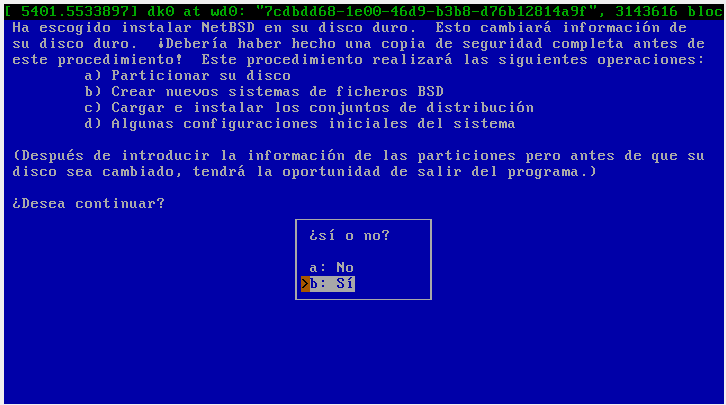 [ 5401.5533897] dk0 at wd0: "7cdbdd68-1e00-46d9-b3b8-d76b12814a9f", 3143616 bloc
Ha escogido instalar NetBSD en su disco duro.  Esto cambiará información de
su disco duro.  ¡Debería haber hecho una copia de seguridad completa antes de
este procedimiento!  Este procedimiento realizará las siguientes operaciones:
a) Particionar su disco
b) Crear nuevos sistemas de ficheros BSD
c) Cargar e instalar los conjuntos de distribución
d) Algunas configuraciones iniciales del sistema
(Después de introducir la información de las particiones pero antes de que su
disco sea cambiado, tendrá la oportunidad de salir del programa.)
¿Desea continuar?
¿sí o no?
a: No
>b: Sí